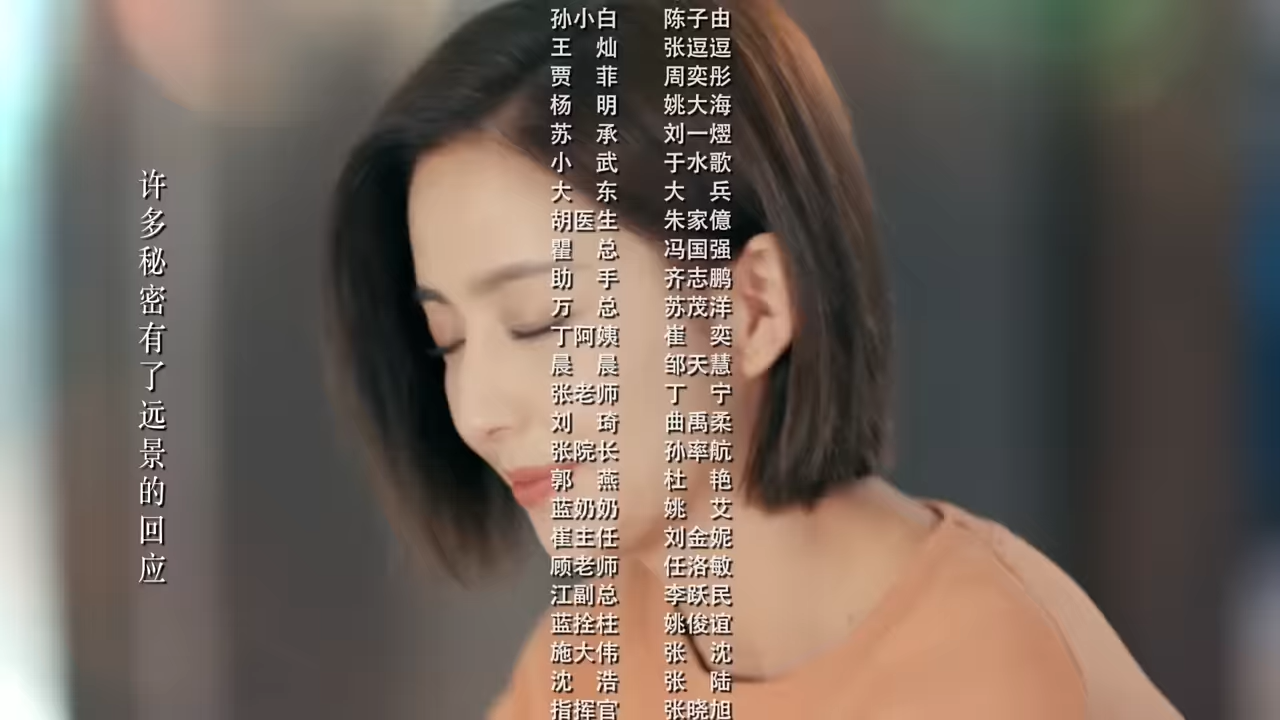 许多秘密有了远景的回应
孙小白 陈子由
王灿 张逗逗
贾菲 周奕彤
杨明 姚大海
苏承 刘一熠
小武 于水歌
大东 大兵
胡医生 朱家億
瞿总 冯国强
助手 齐志鹏
万总 苏茂洋
丁阿姨 崔奕
晨晨 邹天慧
张老师 丁宁
刘琦 曲禹柔
张院长 孙率航
郭燕 杜艳
蓝奶奶 姚艾
崔主任 刘金妮
顾老师 任洛敏
江副总 李跃民
蓝拴柱 姚俊谊
施大伟 张沈
沈浩 张陆
指挥官 张晓旭